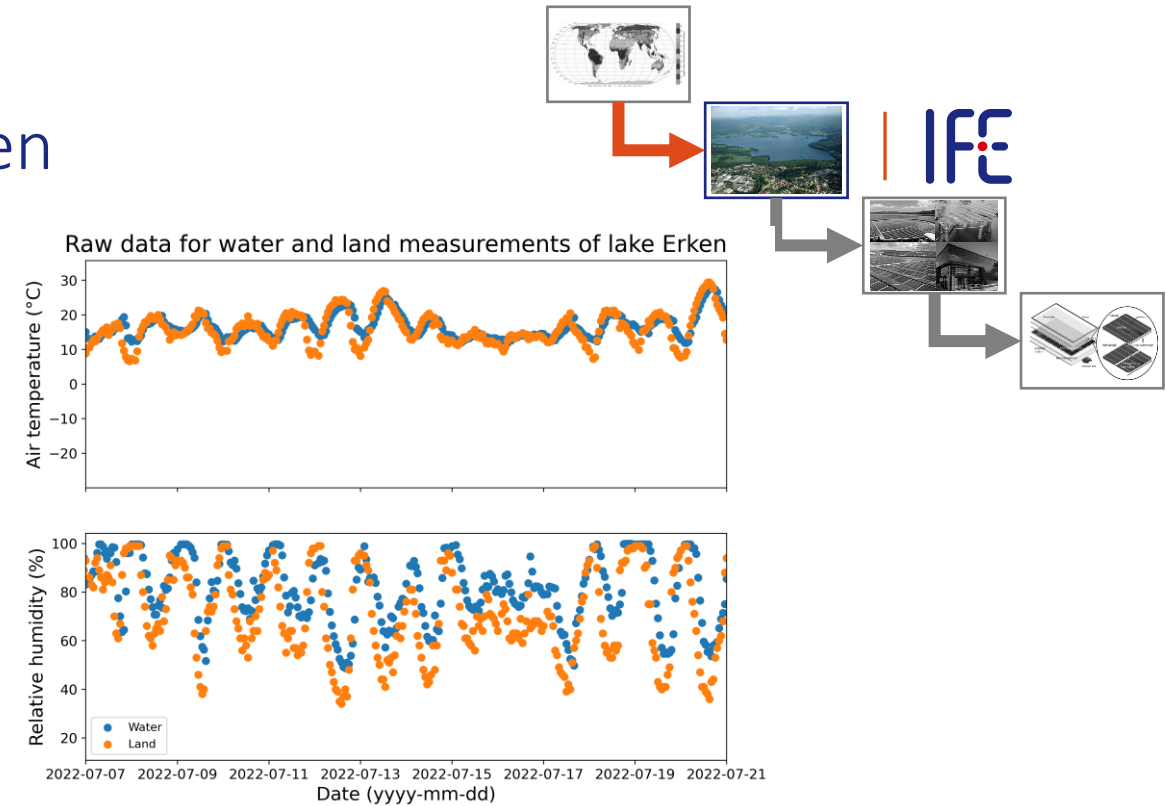 en
IFE
Raw data for water and land measurements of lake Erken
Air temperature (°C)
30
20
10
0
−10
−20
Relative humidity (%)
100
80
60
40
20
Water
Land
2022-07-07 2022-07-09 2022-07-11 2022-07-13 2022-07-15 2022-07-17 2022-07-19 2022-07-21
Date (yyyy-mm-dd)